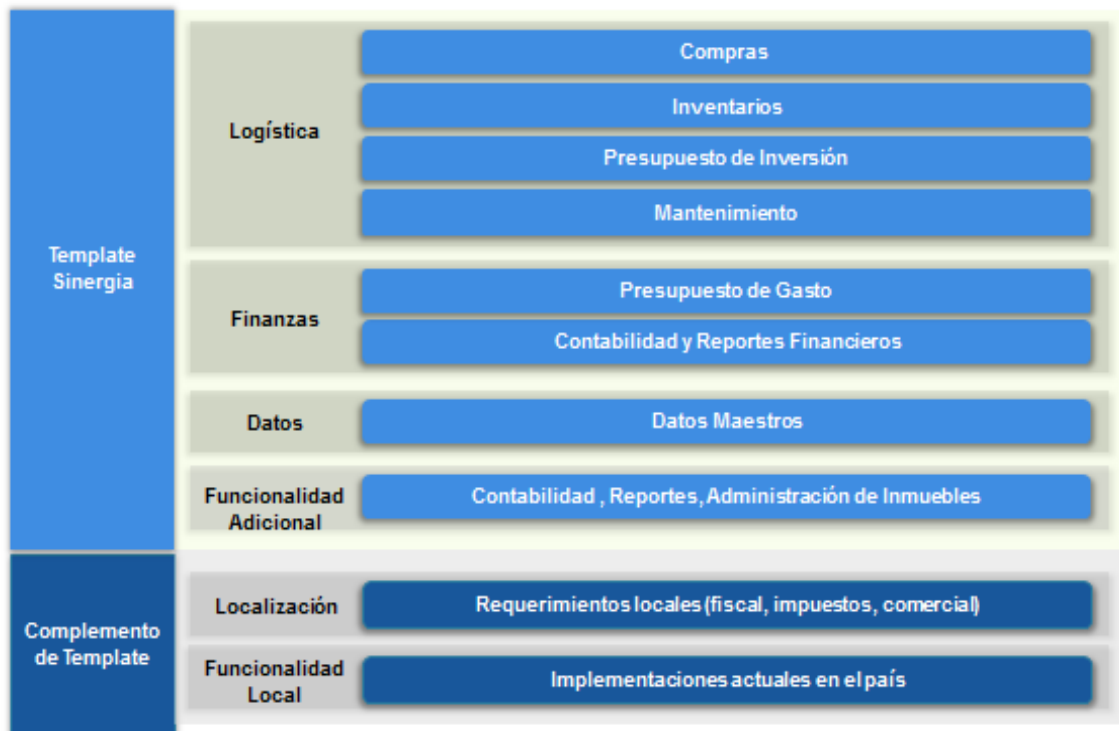 Template
Sinergia
Logística
Compras
Inventarios
Presupuesto de Inversión
Mantenimiento
Finanzas
Presupuesto de Gasto
Contabilidad y Reportes Financieros
Datos
Datos Maestros
Funcionalidad
Adicional
Contabilidad , Reportes, Administración de Inmuebles
Complemento
de Template
Localización
Requerimientos locales (fiscal, impuestos, comercial)
Funcionalidad
Local
Implementaciones actuales en el país